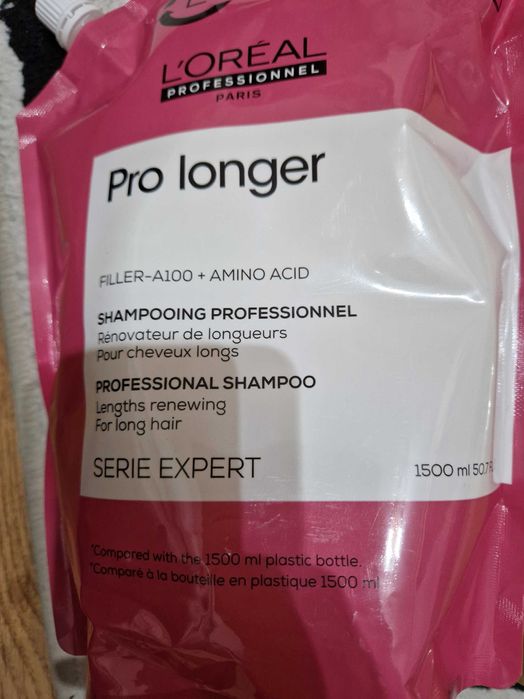 L'ORÉAL
PROFESSIONNEL
PARIS
Pro longer
FILLER-A100 + AMINO ACID
SHAMPOOING PROFESSIONNEL
Rénovateur de longueurs
Pour cheveux longs
PROFESSIONAL SHAMPOO
Lengths renewing
For long hair
SERIE EXPERT
1500 ml 50.7
*Compared with the 1500 ml plastic bottle.
*Comparé à la bouteille en plastique 1500 ml